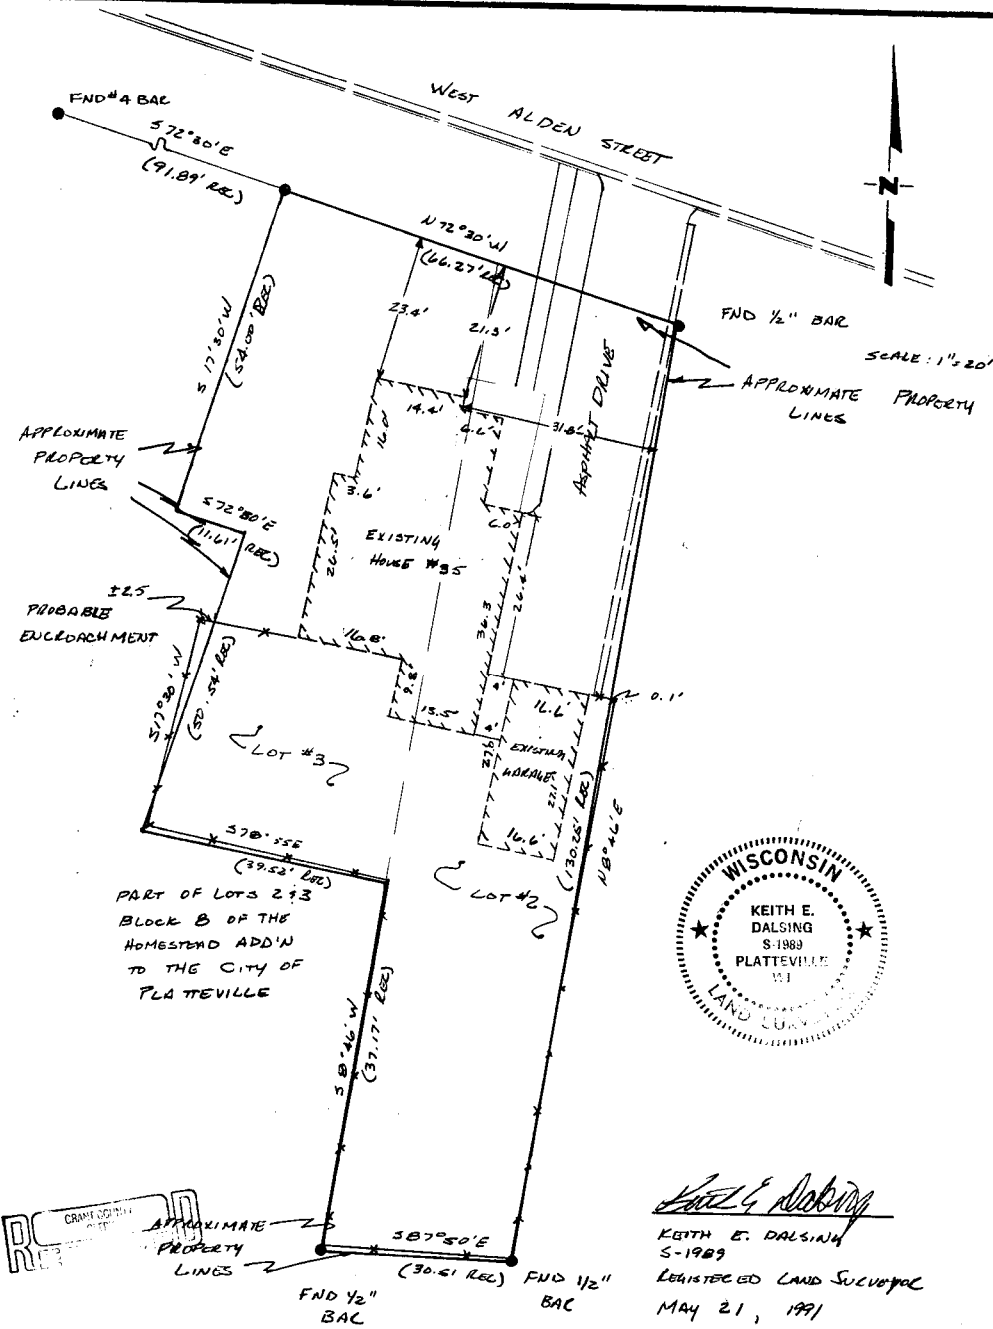 WEST ALDEN STREET
FND #4 BAR
S 72°30'E
(91.89' REC)
N 72°30'W
(66.27' REC)
N
FND 1/2" BAR
SCALE: 1"=20'
APPROXIMATE PROPERTY
LINES
S 17°30'W
(54.00' REC)
23.4'
21.3'
ASPHALT DRIVE
14.4'
6.6'
31.8'
16.0'
APPROXIMATE
PROPERTY
LINES
3.6'
S 72°30'E
(11.61' REC)
6.0'
EXISTING
HOUSE #35
26.5'
36.3
26.4'
±2.5
PROBABLE
ENCROACHMENT
16.8'
9.8'
13.5'
4'
16.6'
0.1'
S 17°30'W
(50.54' REC)
LOT #3
EXISTING
GARAGE
27.1'
16.6'
(130.25' REC)
N 8°46'E
S 78°55E
(39.52' REC)
LOT #2
PART OF LOTS 2 & 3
BLOCK B OF THE
HOMESTEAD ADD'N
TO THE CITY OF
PLATTEVILLE
WISCONSIN
KEITH E.
DALSING
S-1989
PLATTEVILLE
WI
LAND SURVEYOR
S 8°46'W
(37.17' REC)
GRANT COUNTY
APPROXIMATE
PROPERTY
LINES
S 87°50'E
(30.61 REC)
FND 1/2"
BAR
FND 1/2"
BAR
Keith E Dalsing
KEITH E. DALSING
S-1989
REGISTERED LAND SURVEYOR
MAY 21, 1991